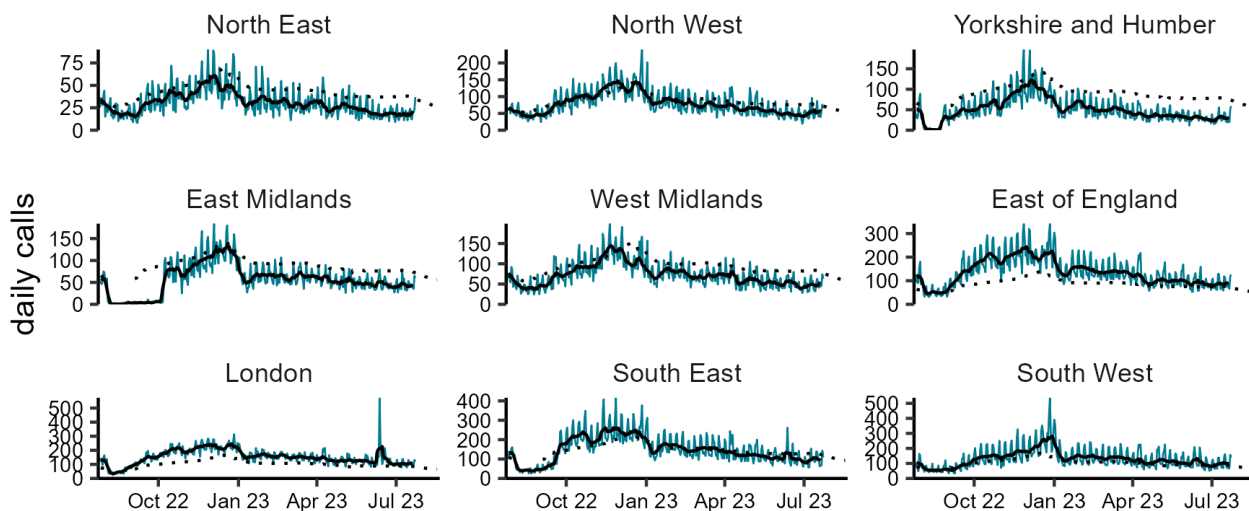 North East North West Yorkshire and Humber
75 200 150
50 150 100
25 100 50
0 50 0
0
East Midlands West Midlands East of England
150 150 300
100 100 200
50 50 100
0 0 0
daily calls
London South East South West
500 400 500
400 300 400
300 200 300
200 100 200
100 0 100
0 0
Oct 22 Jan 23 Apr 23 Jul 23 Oct 22 Jan 23 Apr 23 Jul 23 Oct 22 Jan 23 Apr 23 Jul 23